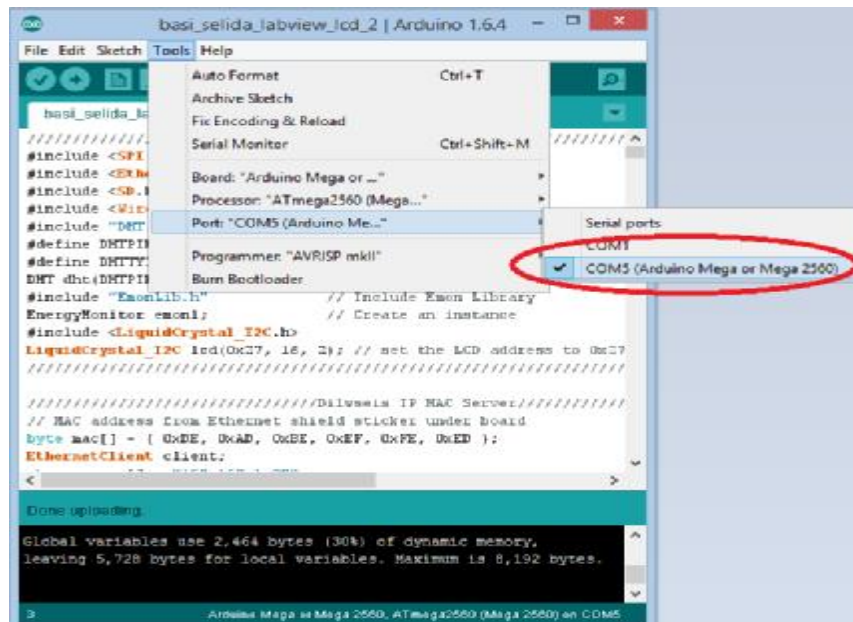 basi_selida_labview_lcd_2 | Arduino 1.6.4
File Edit Sketch Tools Help
Auto Format Ctrl+T
Archive Sketch
Fix Encoding & Reload
Serial Monitor Ctrl+Shift+M
Board: "Arduino Mega or ..."
Processor: "ATmega2560 (Mega..."
Port: "COM5 (Arduino Me..."
Programmer: "AVRISP mkII"
Burn Bootloader
Serial ports
COM1
COM5 (Arduino Mega or Mega 2560)
basi_selida_la
#include <SPI
#include <Ethe
#include <SD.
#include <Wire
#include "DHT
#define DHTPIN
#define DHTTY
DHT dht(DHTPIN
#include "EmonLib.h" // Include Emon Library
EnergyMonitor emon1; // Create an instance
#include <LiquidCrystal_I2C.h>
LiquidCrystal_I2C lcd(0x27, 16, 2); // set the LCD address to 0x27
//Dilwseis IP MAC Server//
// MAC address from Ethernet shield sticker under board
byte mac[] = { 0xDE, 0xAD, 0xBE, 0xEF, 0xFE, 0xED };
EthernetClient client;
Done uploading.
Global variables use 2,464 bytes (30%) of dynamic memory,
leaving 5,728 bytes for local variables. Maximum is 8,192 bytes.
3 Arduino Mega or Mega 2560, ATmega2560 (Mega 2560) on COM5